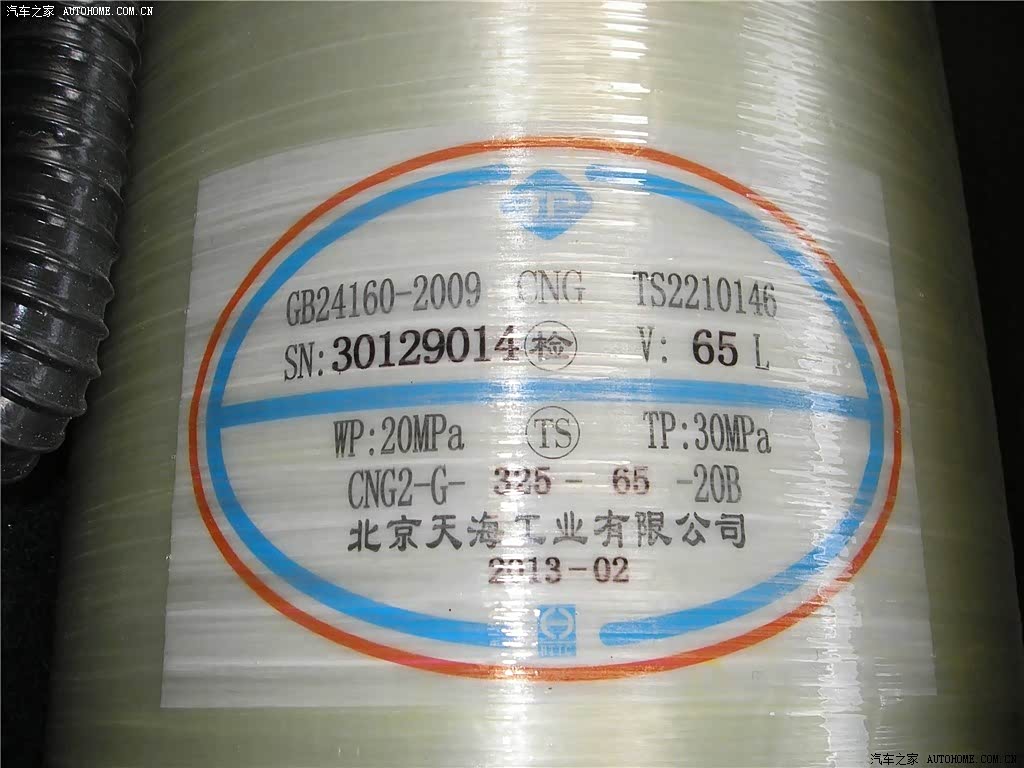 汽车之家 AUTOHOME.COM.CN
GB24160-2009 CNG TS2210146
SN:30129014 检 V: 65 L
WP:20MPa TS TP:30MPa
CNG2-G- 325 - 65 -20B
北京天海工业有限公司
2013-02
汽车之家 AUTOHOME.COM.CN